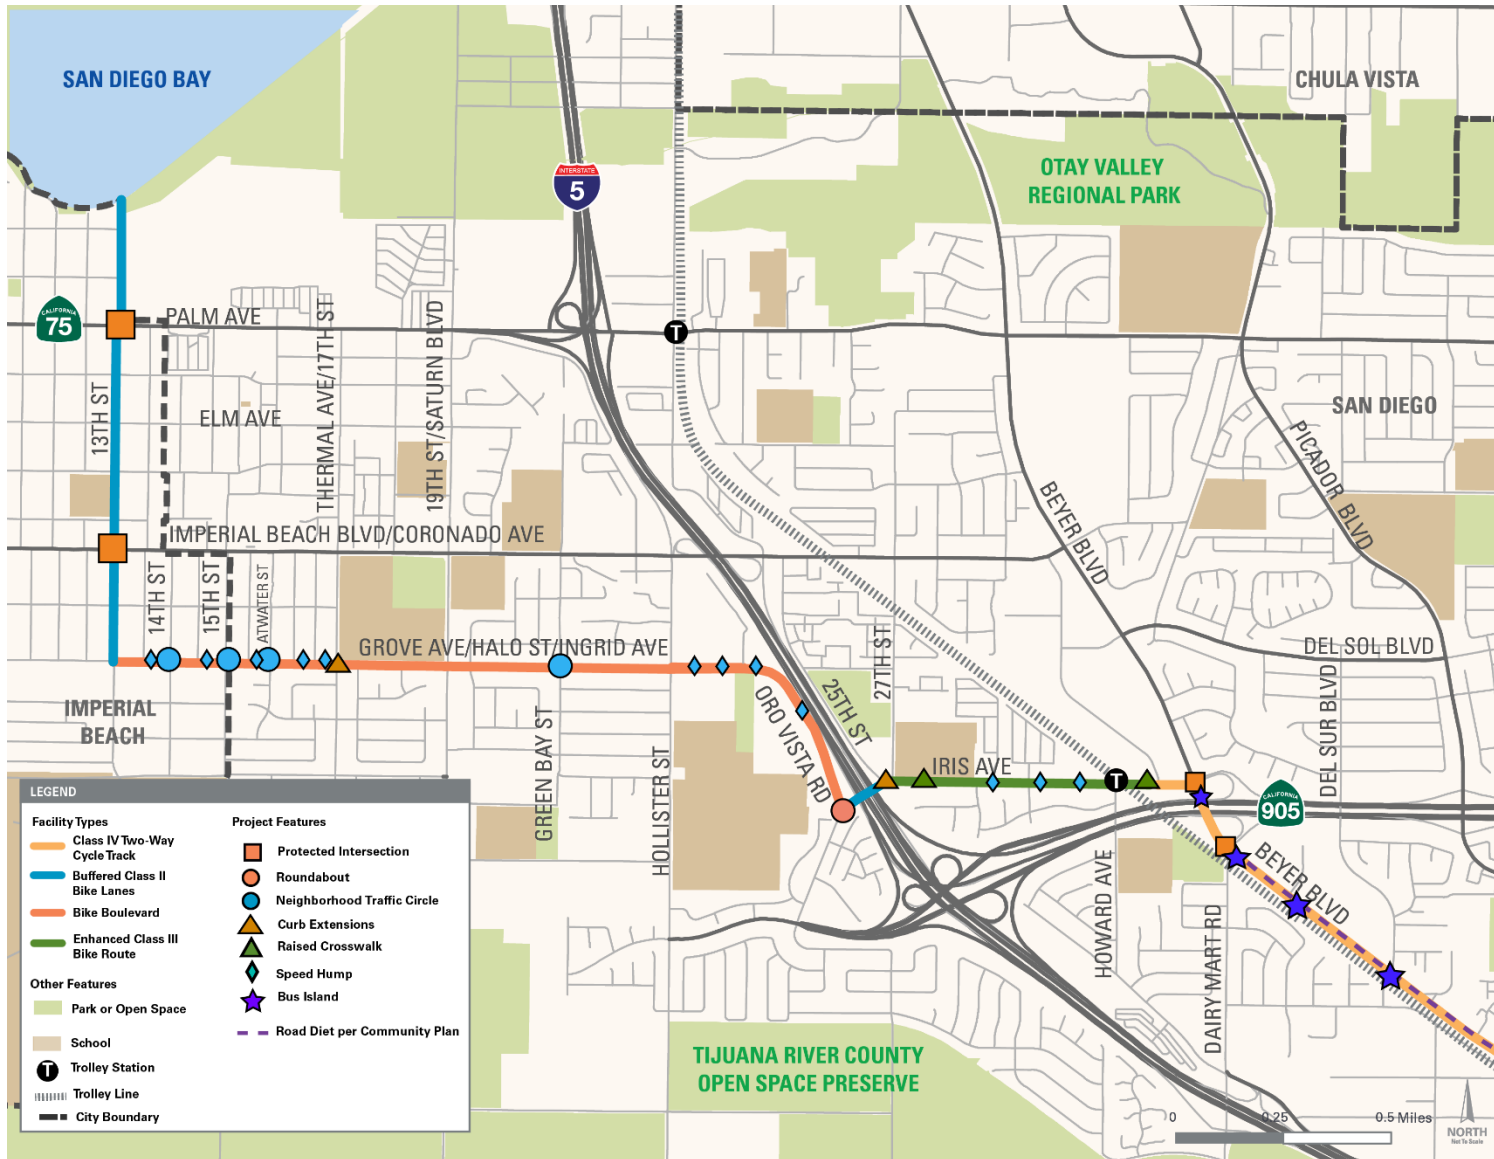 SAN DIEGO BAY
CHULA VISTA
INTERSTATE
5
OTAY VALLEY
REGIONAL PARK
CALIFORNIA
75
PALM AVE
T
13TH ST
ELM AVE
THERMAL AVE/17TH ST
19TH ST/SATURN BLVD
SAN DIEGO
PICADOR BLVD
BEYER BLVD
IMPERIAL BEACH BLVD/CORONADO AVE
14TH ST
15TH ST
ATWATER ST
GROVE AVE/HALO ST/INGRID AVE
DEL SOL BLVD
DEL SUR BLVD
27TH ST
25TH ST
ORO VISTA RD
IMPERIAL
BEACH
GREEN BAY ST
HOLLISTER ST
IRIS AVE
T
CALIFORNIA
905
BEYER BLVD
HOWARD AVE
DAIRY MART RD
TIJUANA RIVER COUNTY
OPEN SPACE PRESERVE
LEGEND
Facility Types
Class IV Two-Way
Cycle Track
Buffered Class II
Bike Lanes
Bike Boulevard
Enhanced Class III
Bike Route
Other Features
Park or Open Space
School
T
Trolley Station
Trolley Line
City Boundary
Project Features
Protected Intersection
Roundabout
Neighborhood Traffic Circle
Curb Extensions
Raised Crosswalk
Speed Hump
Bus Island
Road Diet per Community Plan
0
0.25
0.5 Miles
NORTH
Not To Scale